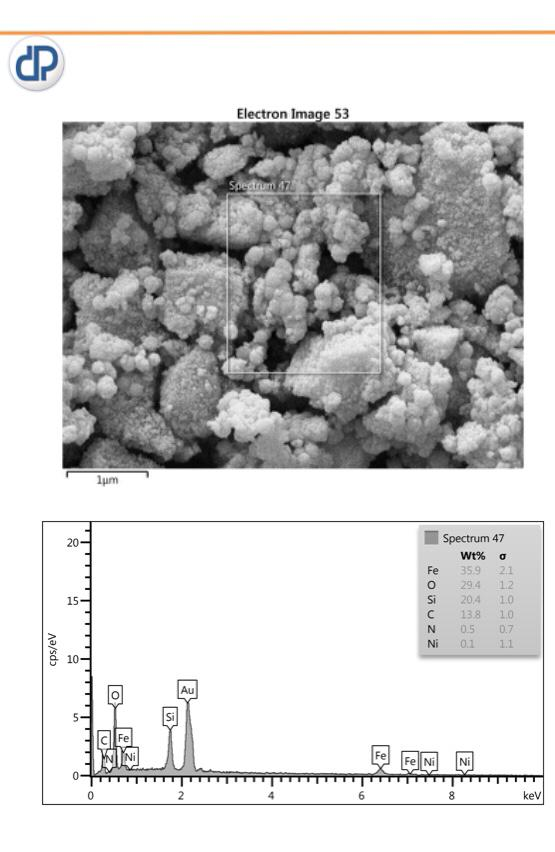 dP
Electron Image 53
Spectrum 47
1µm
cps/eV
20
15
10
5
0
Spectrum 47
Wt% σ
Fe 35.9 2.1
O 29.4 1.2
Si 20.4 1.0
C 13.8 1.0
N 0.5 0.7
Ni 0.1 1.1
C
N
O
Fe
Ni
Si
Au
Fe
Fe
Ni
Ni
0 2 4 6 8 keV